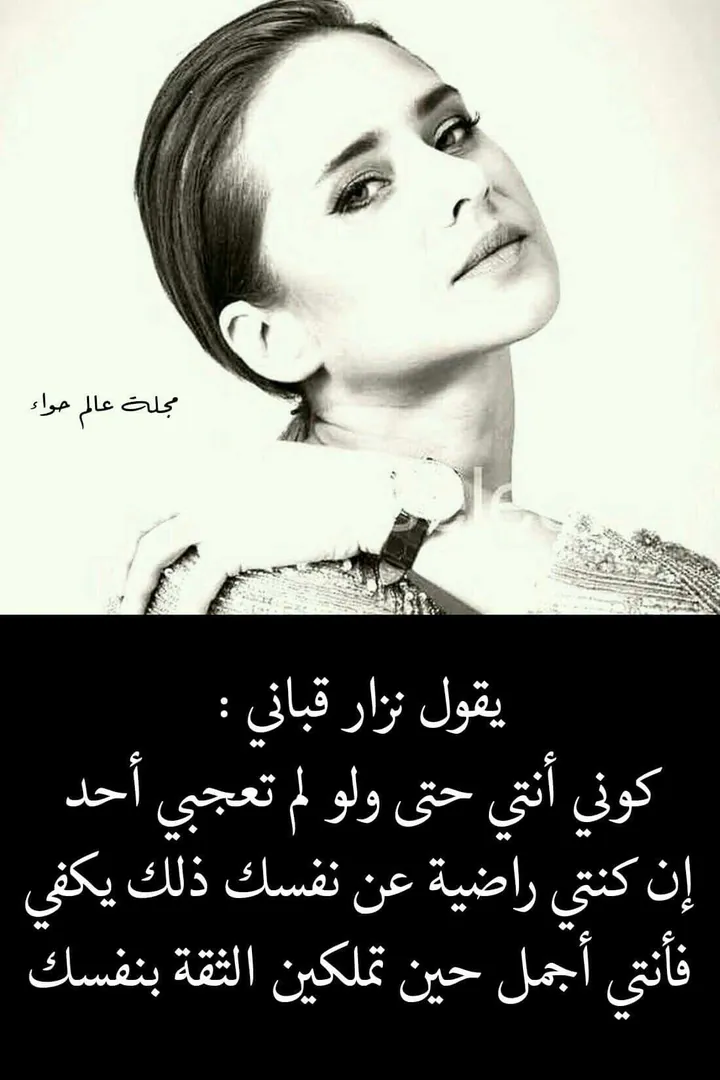 مجلة عالم حواء
يقول نزار قباني :
كوني أنتي حتى ولو لم تعجبي أحد
إن كنتي راضية عن نفسك ذلك يكفي
فأنتي أجمل حين تملكين الثقة بنفسك